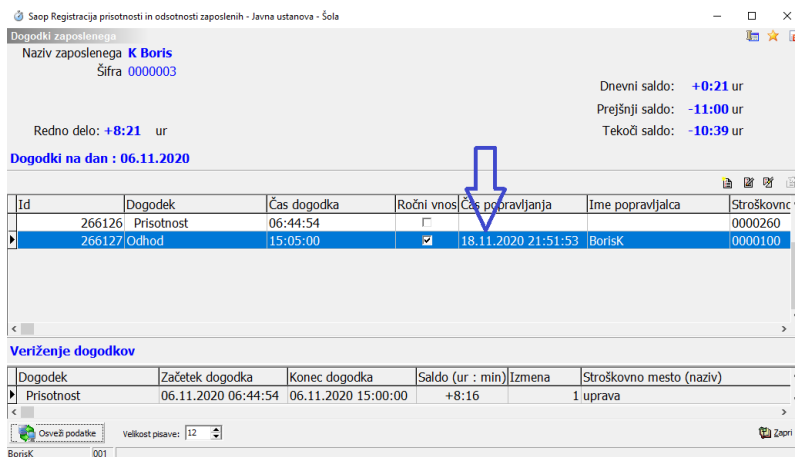 Saop Registracija prisotnosti in odsotnosti zaposlenih - Javna ustanova - Šola
Dogodki zaposlenega
Naziv zaposlenega K Boris
Šifra 0000003
Dnevni saldo: +0:21 ur
Prejšnji saldo: -11:00 ur
Redno delo: +8:21 ur Tekoči saldo: -10:39 ur
Dogodki na dan : 06.11.2020
Id Dogodek Čas dogodka Ročni vnos Čas popravljanja Ime popravljalca Stroškovnc
266126 Prisotnost 06:44:54 0000260
266127 Odhod 15:05:00 18.11.2020 21:51:53 BorisK 0000100
Veriženje dogodkov
Dogodek Začetek dogodka Konec dogodka Saldo (ur : min) Izmena Stroškovno mesto (naziv)
Prisotnost 06.11.2020 06:44:54 06.11.2020 15:00:00 +8:16 1 uprava
Osveži podatke Velikost pisave: 12 Zapri
BorisK 001